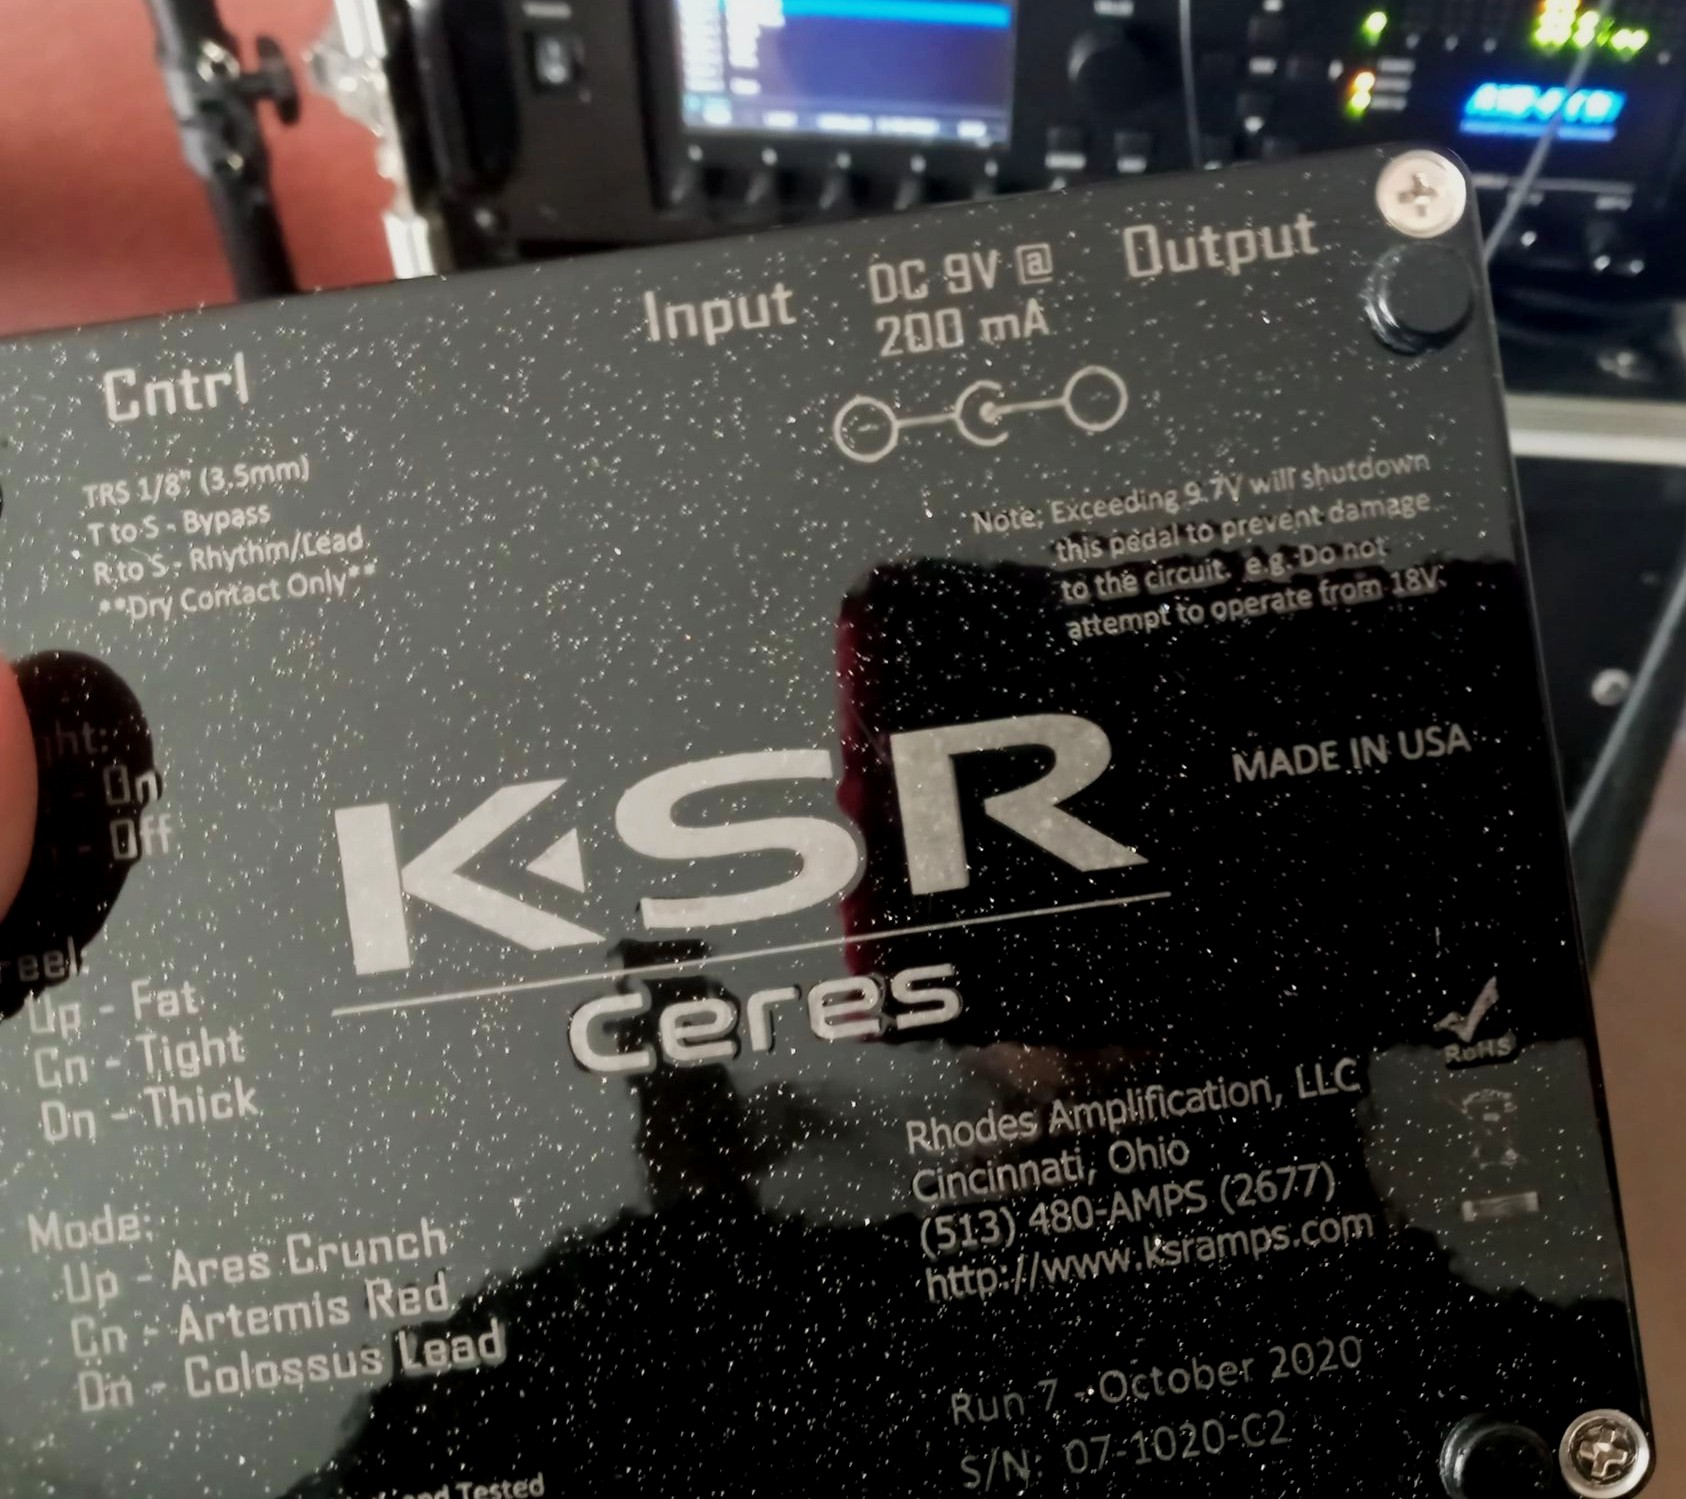 Input
DC 9V @
200 mA
Output
Cntrl
TRS 1/8" (3.5mm)
T to S - Bypass
R to S - Rhythm/Lead
**Dry Contact Only**
Note: Exceeding 9.7V will shutdown
this pedal to prevent damage
to the circuit. e.g. Do not
attempt to operate from 18V.
- On
- Off
KSR
Ceres
MADE IN USA
Up - Fat
Cn - Tight
Dn - Thick
Mode:
Up - Ares Crunch
Cn - Artemis Red
Dn - Colossus Lead
RoHS
Rhodes Amplification, LLC
Cincinnati, Ohio
(513) 480-AMPS (2677)
http://www.ksramps.com
Run 7 - October 2020
S/N: 07-1020-C2
and Tested